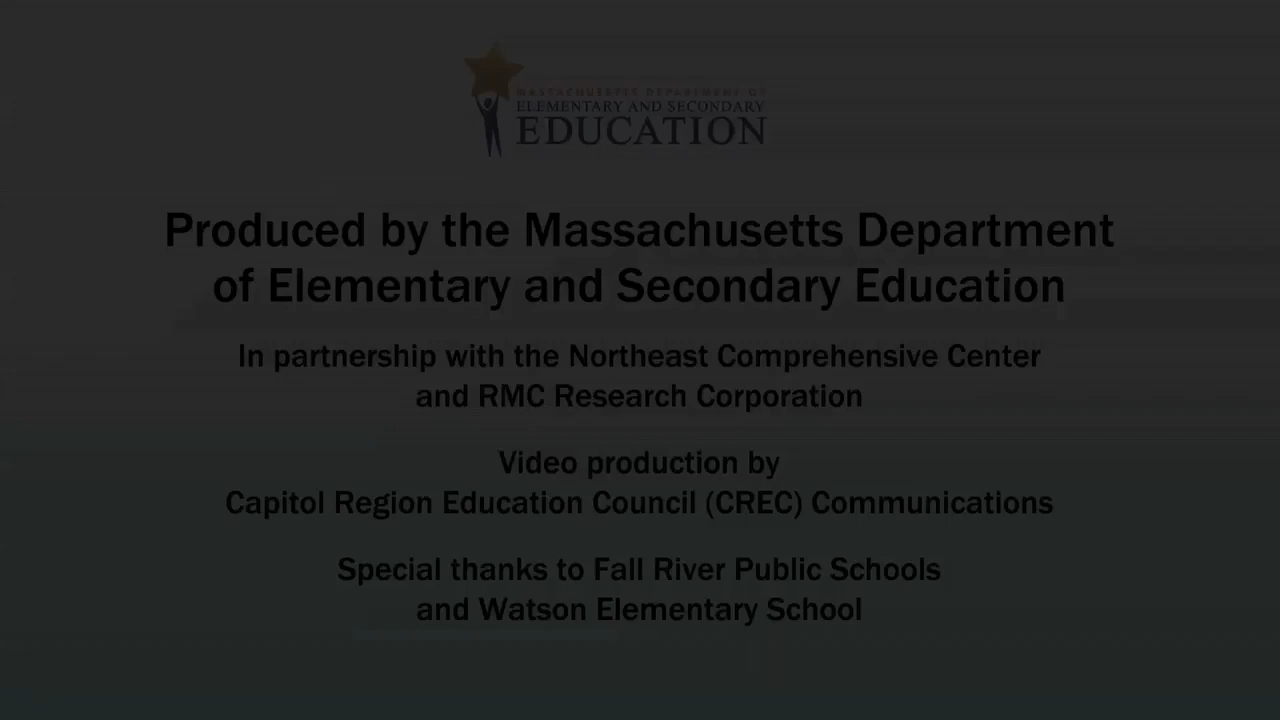 MASSACHUSETTS DEPARTMENT OF
ELEMENTARY AND SECONDARY
EDUCATION
Produced by the Massachusetts Department
of Elementary and Secondary Education
In partnership with the Northeast Comprehensive Center
and RMC Research Corporation
Video production by
Capitol Region Education Council (CREC) Communications
Special thanks to Fall River Public Schools
and Watson Elementary School